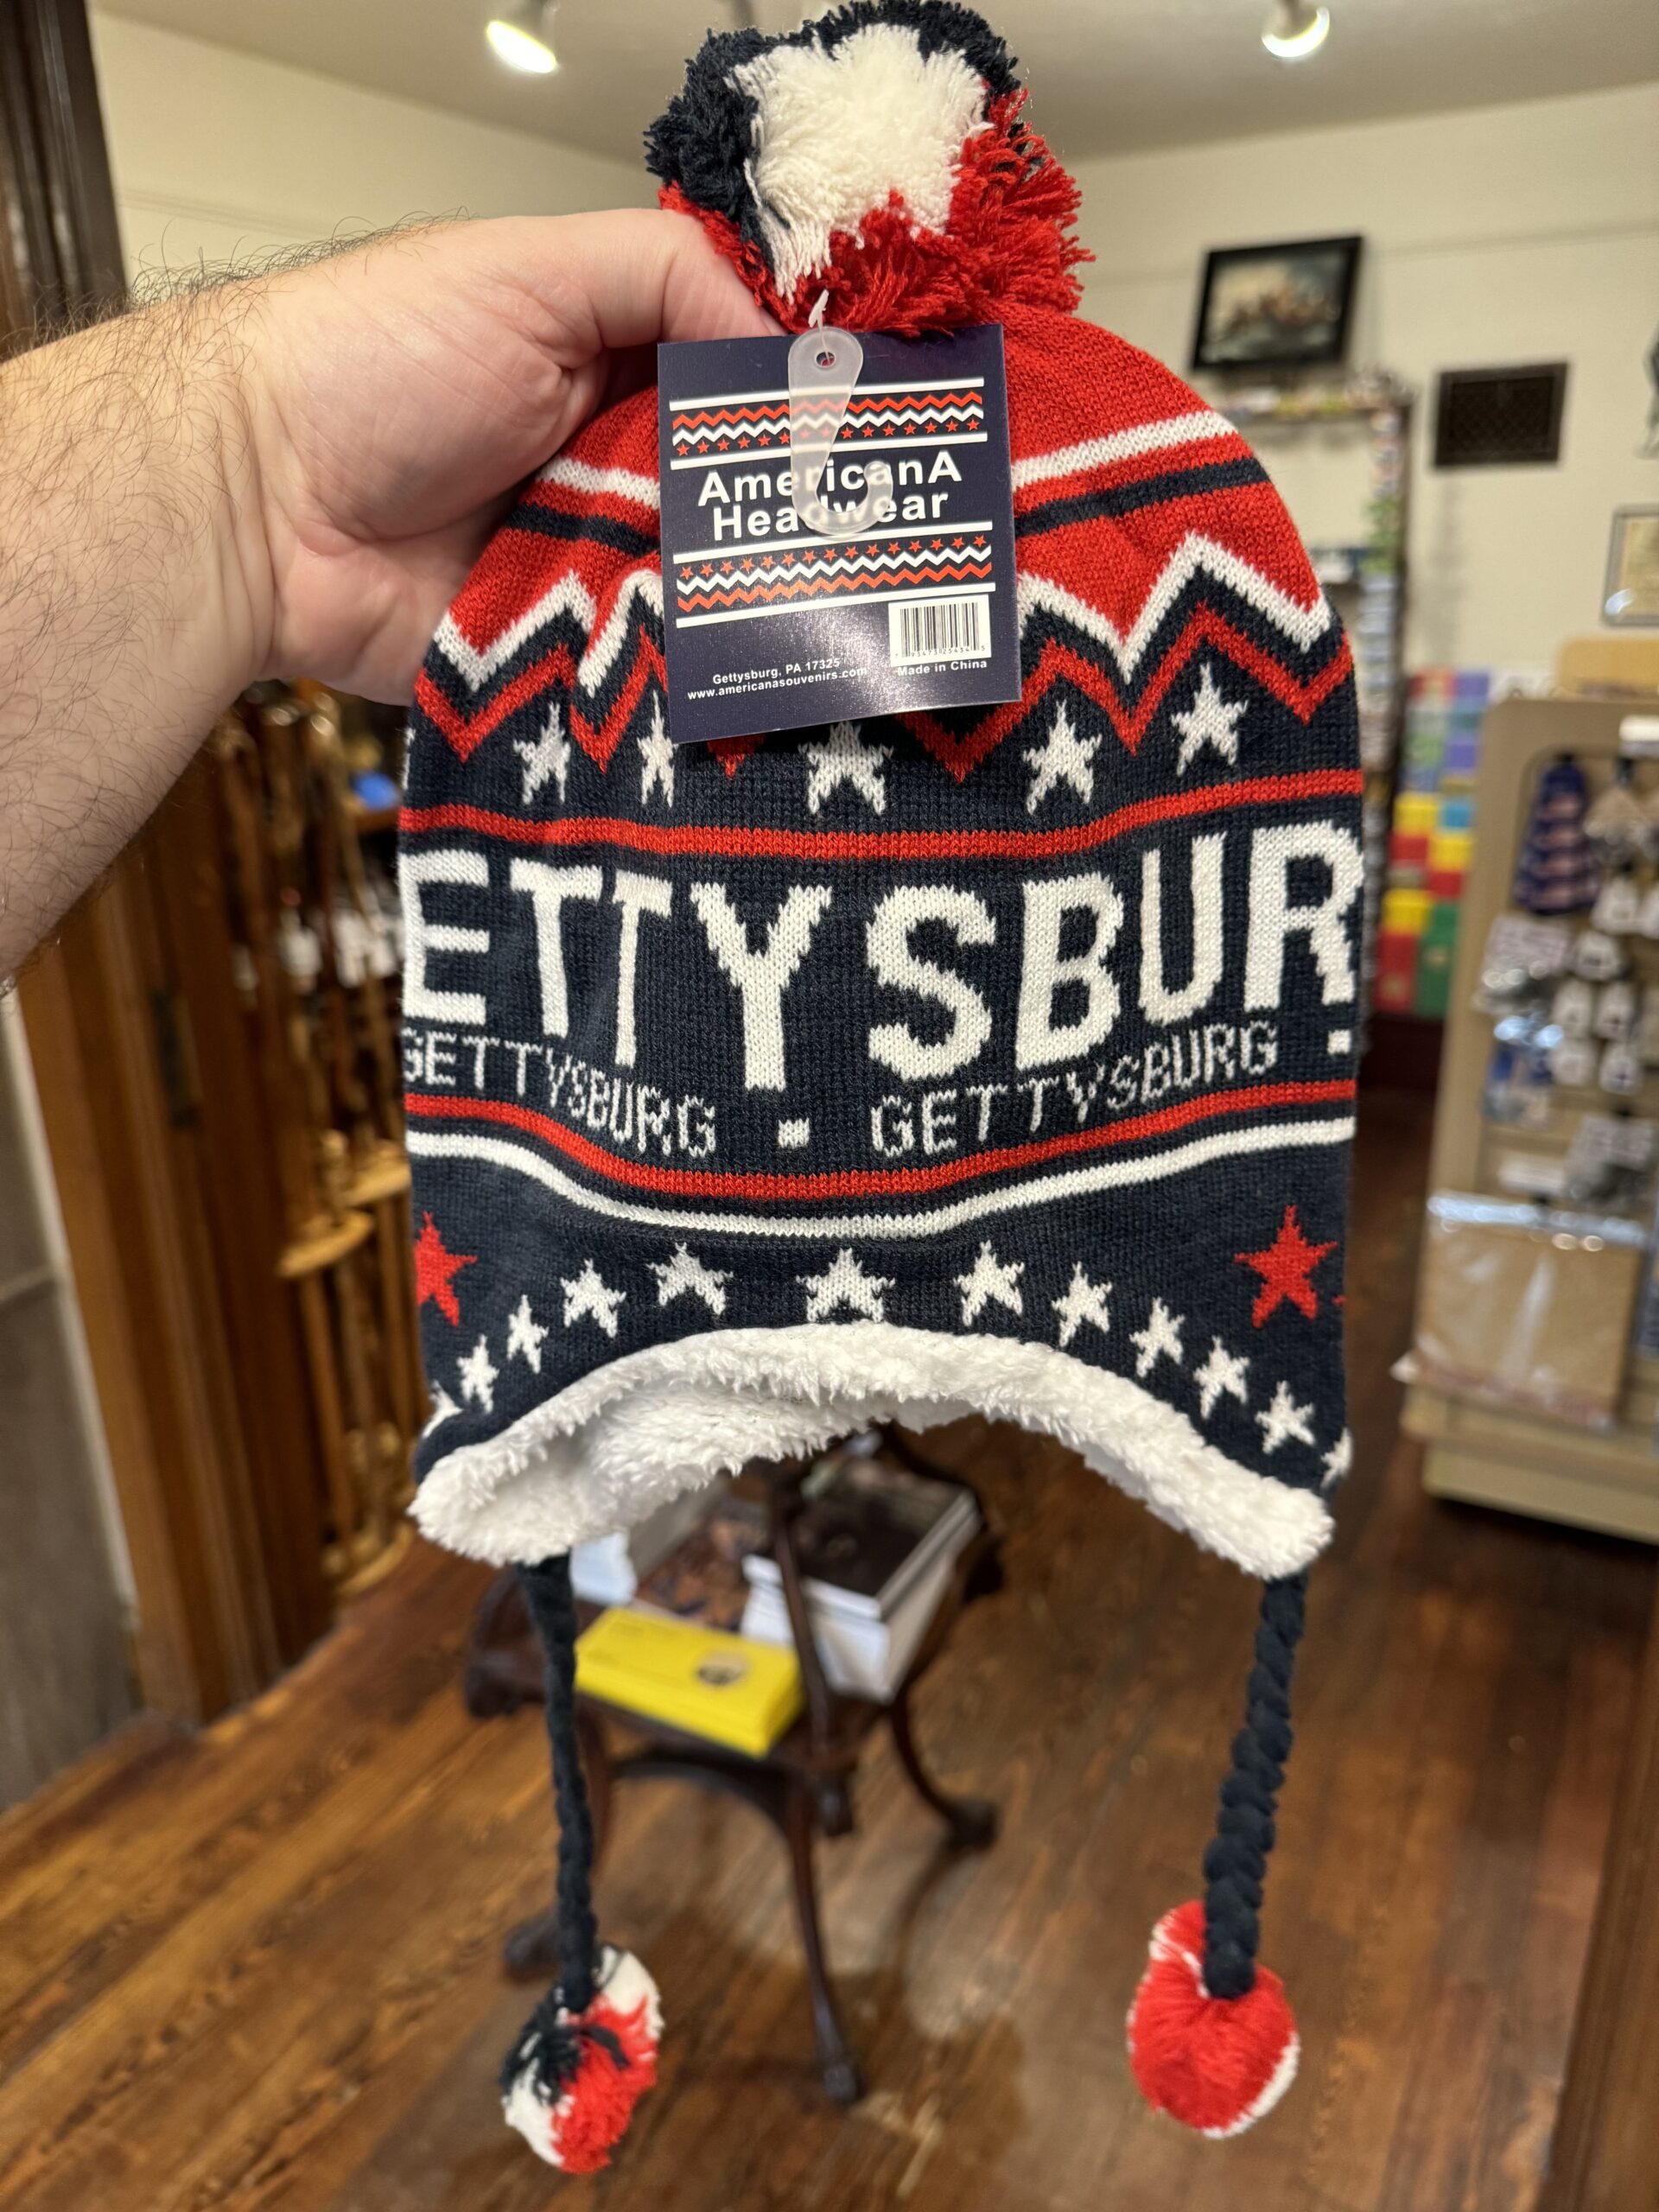 AmericanA
Headwear
Gettysburg, PA 17325
www.americanasouvenirs.com
Made in China
ETTYSBUR
GETTYSBURG · GETTYSBURG ·